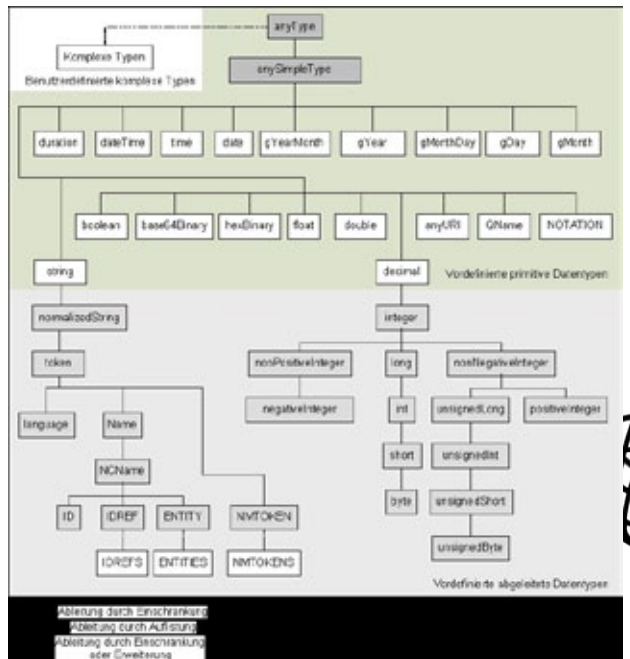 anyType
Komplexe Typen
Benutzerdefinierte komplexe Typen
anySimpleType
duration dateTime time date gYearMonth gYear gMonthDay gDay gMonth
boolean base64Binary hexBinary float double anyURI QName NOTATION
string decimal
Vordefinierte primitive Datentypen
normalizedString integer
token nonPositiveInteger long nonNegativeInteger
language Name negativeInteger int unsignedLong positiveInteger
NCName short unsignedInt
ID IDREF ENTITY NMTOKEN byte unsignedShort
IDREFS ENTITIES NMTOKENS unsignedByte
Vordefinierte abgeleitete Datentypen
Ableitung durch Einschränkung
Ableitung durch Auflistung
Ableitung durch Einschränkung
oder Erweiterung